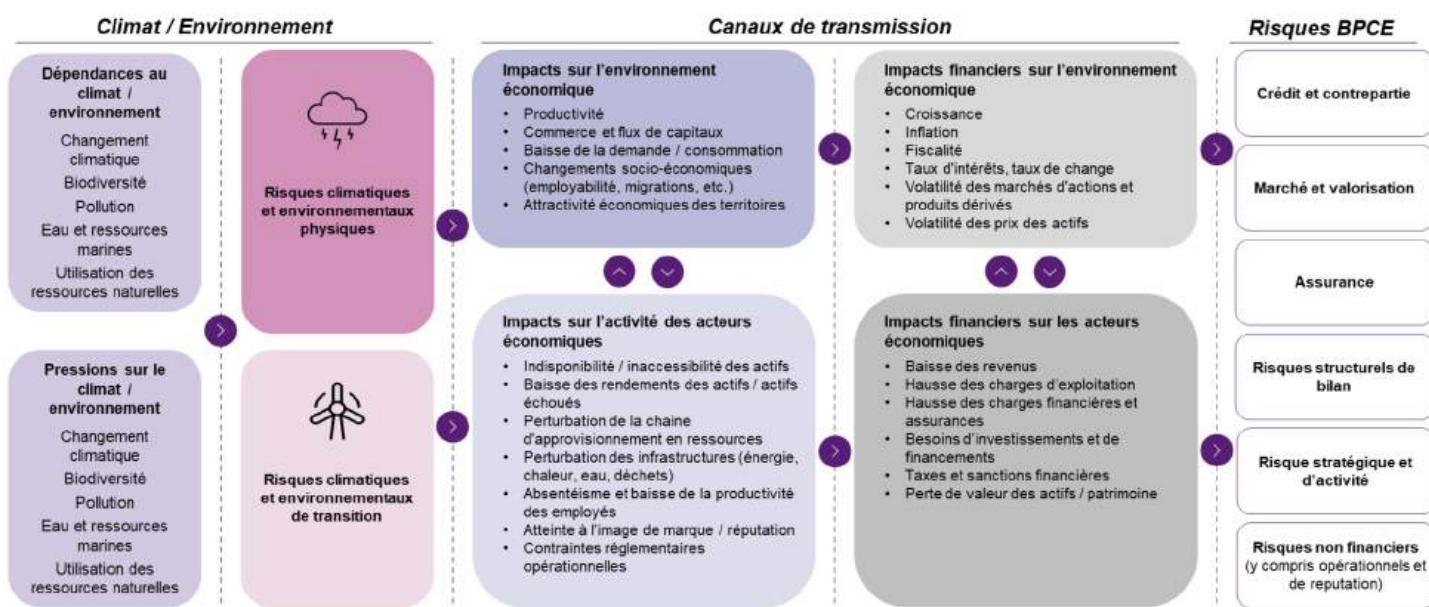 Climat / Environnement
Canaux de transmission
Risques BPCE
Dépendances au
climat /
environnement
Changement
climatique
Biodiversité
Pollution
Eau et ressources
marines
Utilisation des
ressources naturelles
Pressions sur le
climat /
environnement
Changement
climatique
Biodiversité
Pollution
Eau et ressources
marines
Utilisation des
ressources naturelles
Risques climatiques
et environnementaux
physiques
Risques climatiques
et environnementaux
de transition
Impacts sur l'environnement
économique
• Productivité
• Commerce et flux de capitaux
• Baisse de la demande / consommation
• Changements socio-économiques
(employabilité, migrations, etc.)
• Attractivité économiques des territoires
Impacts sur l'activité des acteurs
économiques
• Indisponibilité / inaccessibilité des actifs
• Baisse des rendements des actifs / actifs
échoués
• Perturbation de la chaine
d'approvisionnement en ressources
• Perturbation des infrastructures (énergie,
chaleur, eau, déchets)
• Absentéisme et baisse de la productivité
des employés
• Atteinte à l'image de marque / réputation
• Contraintes réglementaires
opérationnelles
Impacts financiers sur l'environnement
économique
• Croissance
• Inflation
• Fiscalité
• Taux d'intérêts, taux de change
• Volatilité des marchés d'actions et
produits dérivés
• Volatilité des prix des actifs
Impacts financiers sur les acteurs
économiques
• Baisse des revenus
• Hausse des charges d'exploitation
• Hausse des charges financières et
assurances
• Besoins d'investissements et de
financements
• Taxes et sanctions financières
• Perte de valeur des actifs / patrimoine
Crédit et contrepartie
Marché et valorisation
Assurance
Risques structurels de
bilan
Risque stratégique et
d'activité
Risques non financiers
(y compris opérationnels et
de reputation)